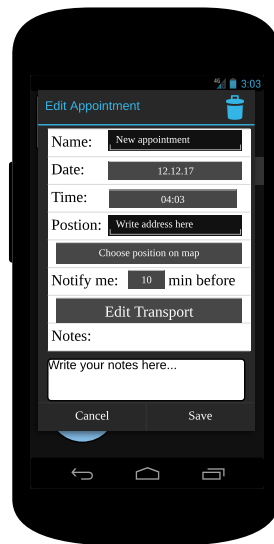 4G 3:03
Edit Appointment
Name: New appointment
Date: 12.12.17
Time: 04:03
Postion: Write address here
Choose position on map
Notify me: 10 min before
Edit Transport
Notes:
Write your notes here...
Cancel Save